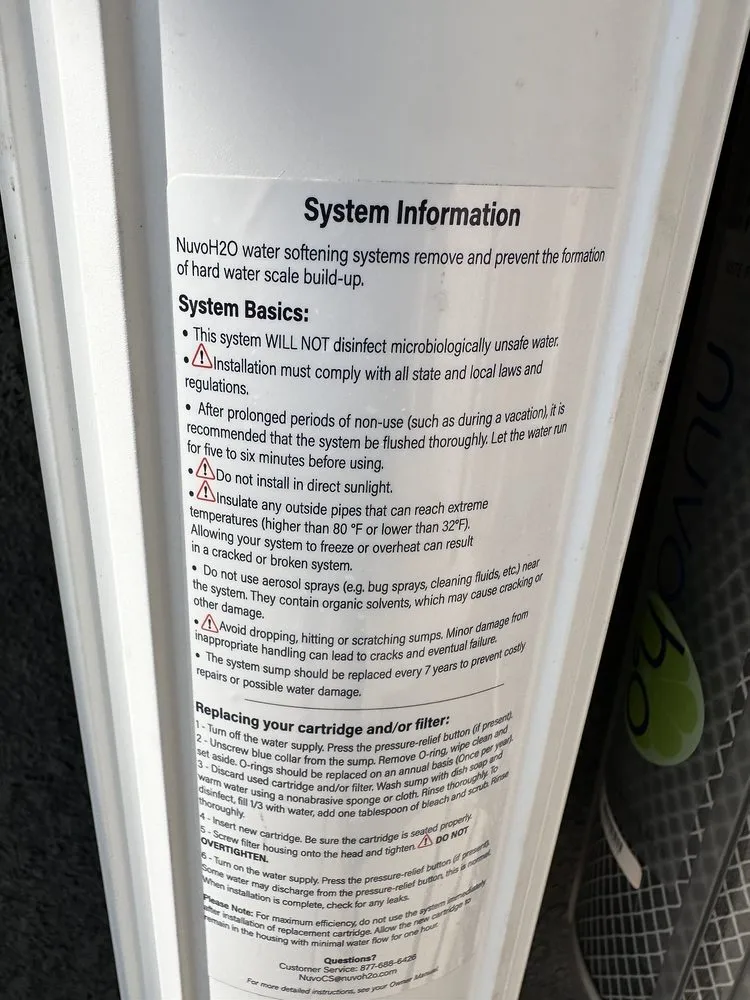 System Information
NuvoH2O water softening systems remove and prevent the formation
of hard water scale build-up.
System Basics:
• This system WILL NOT disinfect microbiologically unsafe water.
• Installation must comply with all state and local laws and
regulations.
• After prolonged periods of non-use (such as during a vacation), it is
recommended that the system be flushed thoroughly. Let the water run
for five to six minutes before using.
• Do not install in direct sunlight.
• Insulate any outside pipes that can reach extreme
temperatures (higher than 80 °F or lower than 32°F).
Allowing your system to freeze or overheat can result
in a cracked or broken system.
• Do not use aerosol sprays (e.g. bug sprays, cleaning fluids, etc.) near
the system. They contain organic solvents, which may cause cracking or
other damage.
• Avoid dropping, hitting or scratching sumps. Minor damage from
inappropriate handling can lead to cracks and eventual failure.
• The system sump should be replaced every 7 years to prevent costly
repairs or possible water damage.
Replacing your cartridge and/or filter:
1 - Turn off the water supply. Press the pressure-relief button (if present).
2 - Unscrew blue collar from the sump. Remove O-ring, wipe clean and
set aside. O-rings should be replaced on an annual basis (Once per year).
3 - Discard used cartridge and/or filter. Wash sump with dish soap and
warm water using a nonabrasive sponge or cloth. Rinse thoroughly. To
disinfect, fill 1/3 with water, add one tablespoon of bleach and scrub. Rinse
thoroughly.
4 - Insert new cartridge. Be sure the cartridge is seated properly.
5 - Screw filter housing onto the head and tighten. DO NOT
OVERTIGHTEN.
6 - Turn on the water supply. Press the pressure-relief button (if present).
Some water may discharge from the pressure-relief button, this is normal.
When installation is complete, check for any leaks.
Please Note: For maximum efficiency, do not use the system immediately
after installation of replacement cartridge. Allow the new cartridge to
remain in the housing with minimal water flow for one hour.
Questions?
Customer Service: 877-688-6426
NuvoCS@nuvoh2o.com
For more detailed instructions, see your Owner Manual.
nuvoh2o